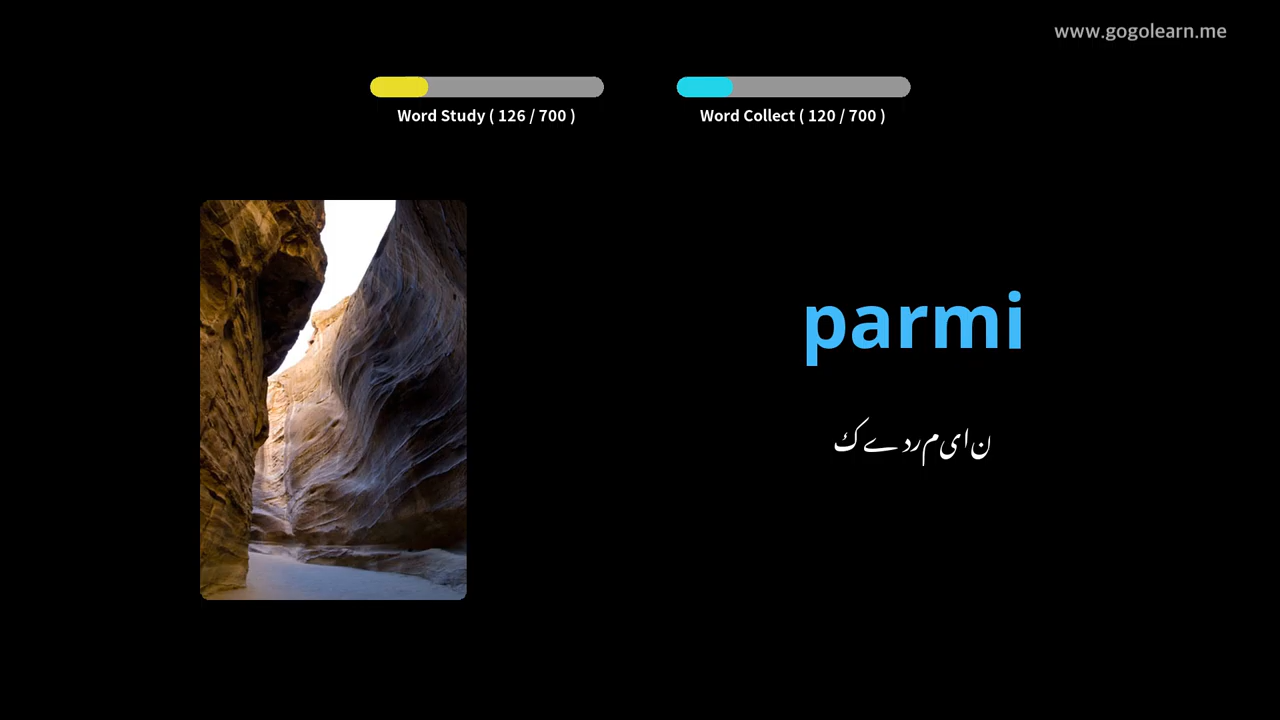 www.gogolearn.me
Word Study ( 126 / 700 )
Word Collect ( 120 / 700 )
parmi
کے درمیان